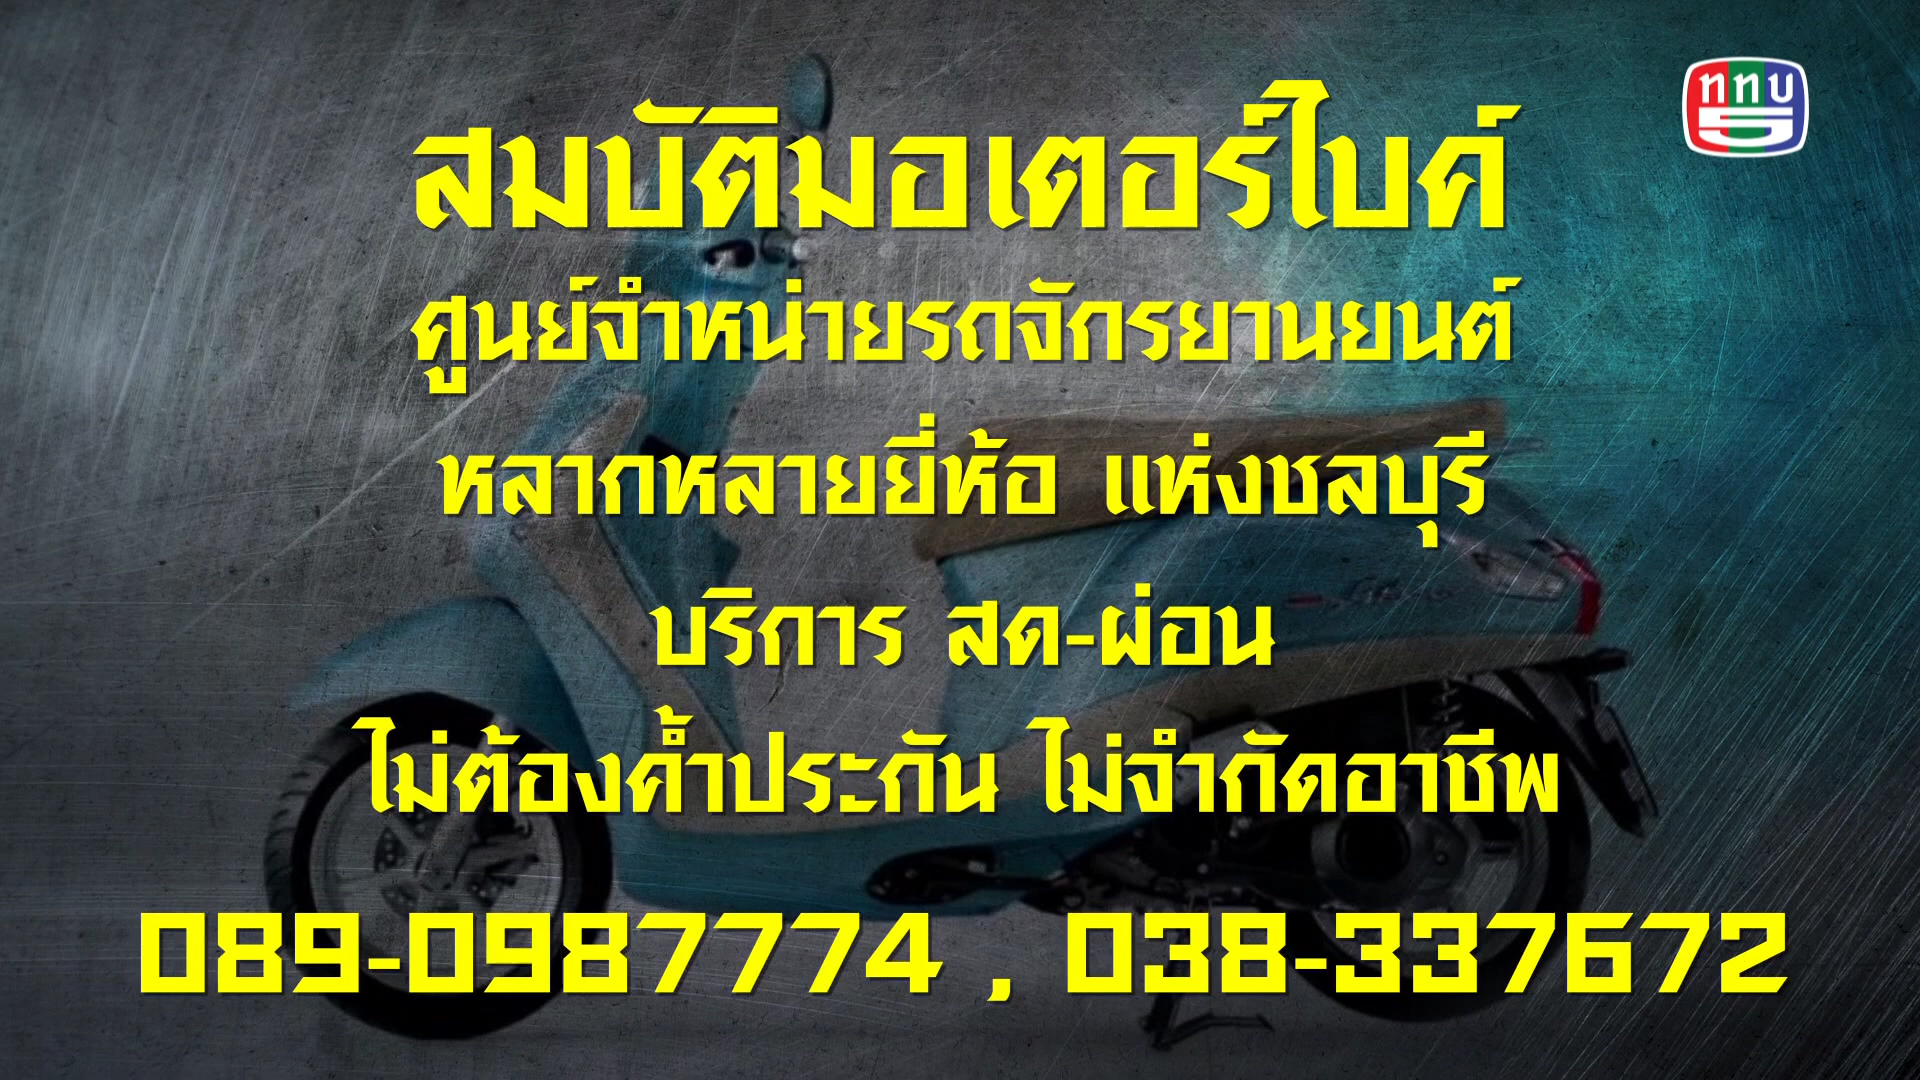 ททบ
5
สมบัติมอเตอร์ไบค์
ศูนย์จำหน่ายรถจักรยานยนต์
หลากหลายยี่ห้อ แห่งชลบุรี
บริการ สด-ผ่อน
ไม่ต้องค้ำประกัน ไม่จำกัดอาชีพ
089-0987774 , 038-337672